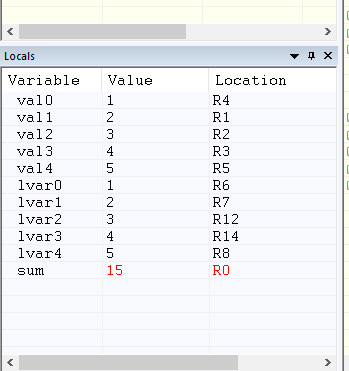 Locals
Variable Value Location
val0 1 R4
val1 2 R1
val2 3 R2
val3 4 R3
val4 5 R5
lvar0 1 R6
lvar1 2 R7
lvar2 3 R12
lvar3 4 R14
lvar4 5 R8
sum 15 R0